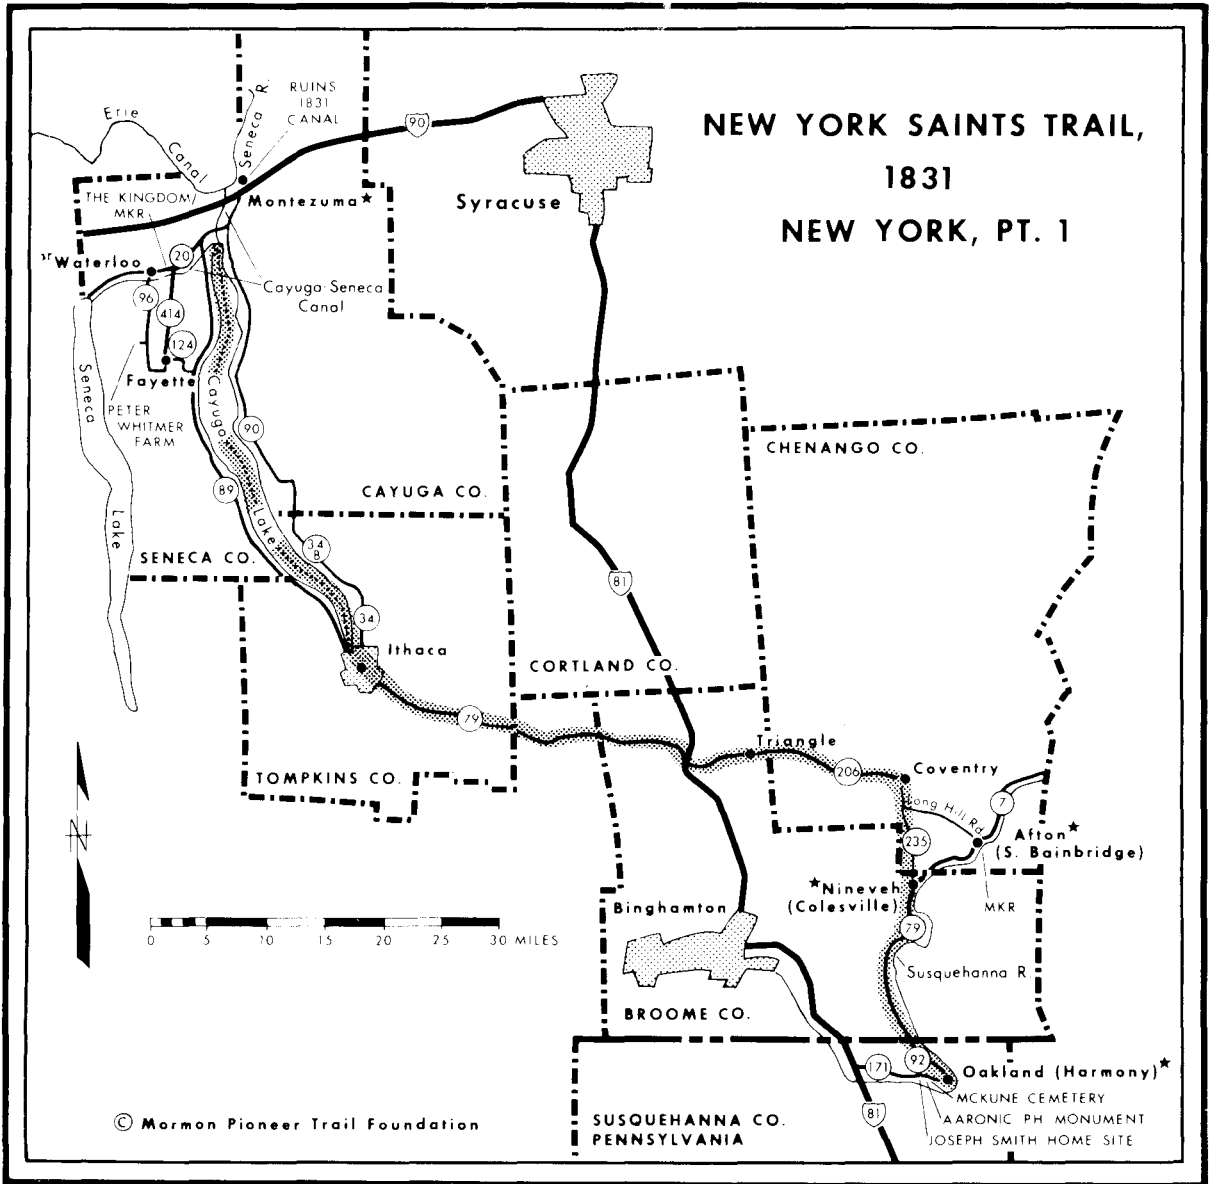 NEW YORK SAINTS TRAIL,
1831
NEW YORK, PT. 1
RUINS
1831
CANAL
Erie
Canal
Seneca R.
90
THE KINGDOM/
MKR
Montezuma★
Syracuse
Waterloo
20
Cayuga-Seneca
Canal
96
414
124
Fayette
Seneca
Lake
PETER
WHITMER
FARM
Cayuga
Lake
90
89
CAYUGA CO.
CHENANGO CO.
34
B
SENECA CO.
81
34
Ithaca
CORTLAND CO.
79
Triangle
TOMPKINS CO.
206
Coventry
Long Hill Rd
7
Afton★
(S. Bainbridge)
235
★Nineveh
(Colesville)
MKR
N
Binghamton
79
0 5 10 15 20 30 MILES
Susquehanna R
BROOME CO.
92
171
Oakland (Harmony)★
MCKUNE CEMETERY
AARONIC PH MONUMENT
JOSEPH SMITH HOME SITE
81
SUSQUEHANNA CO.
PENNSYLVANIA
© Mormon Pioneer Trail Foundation